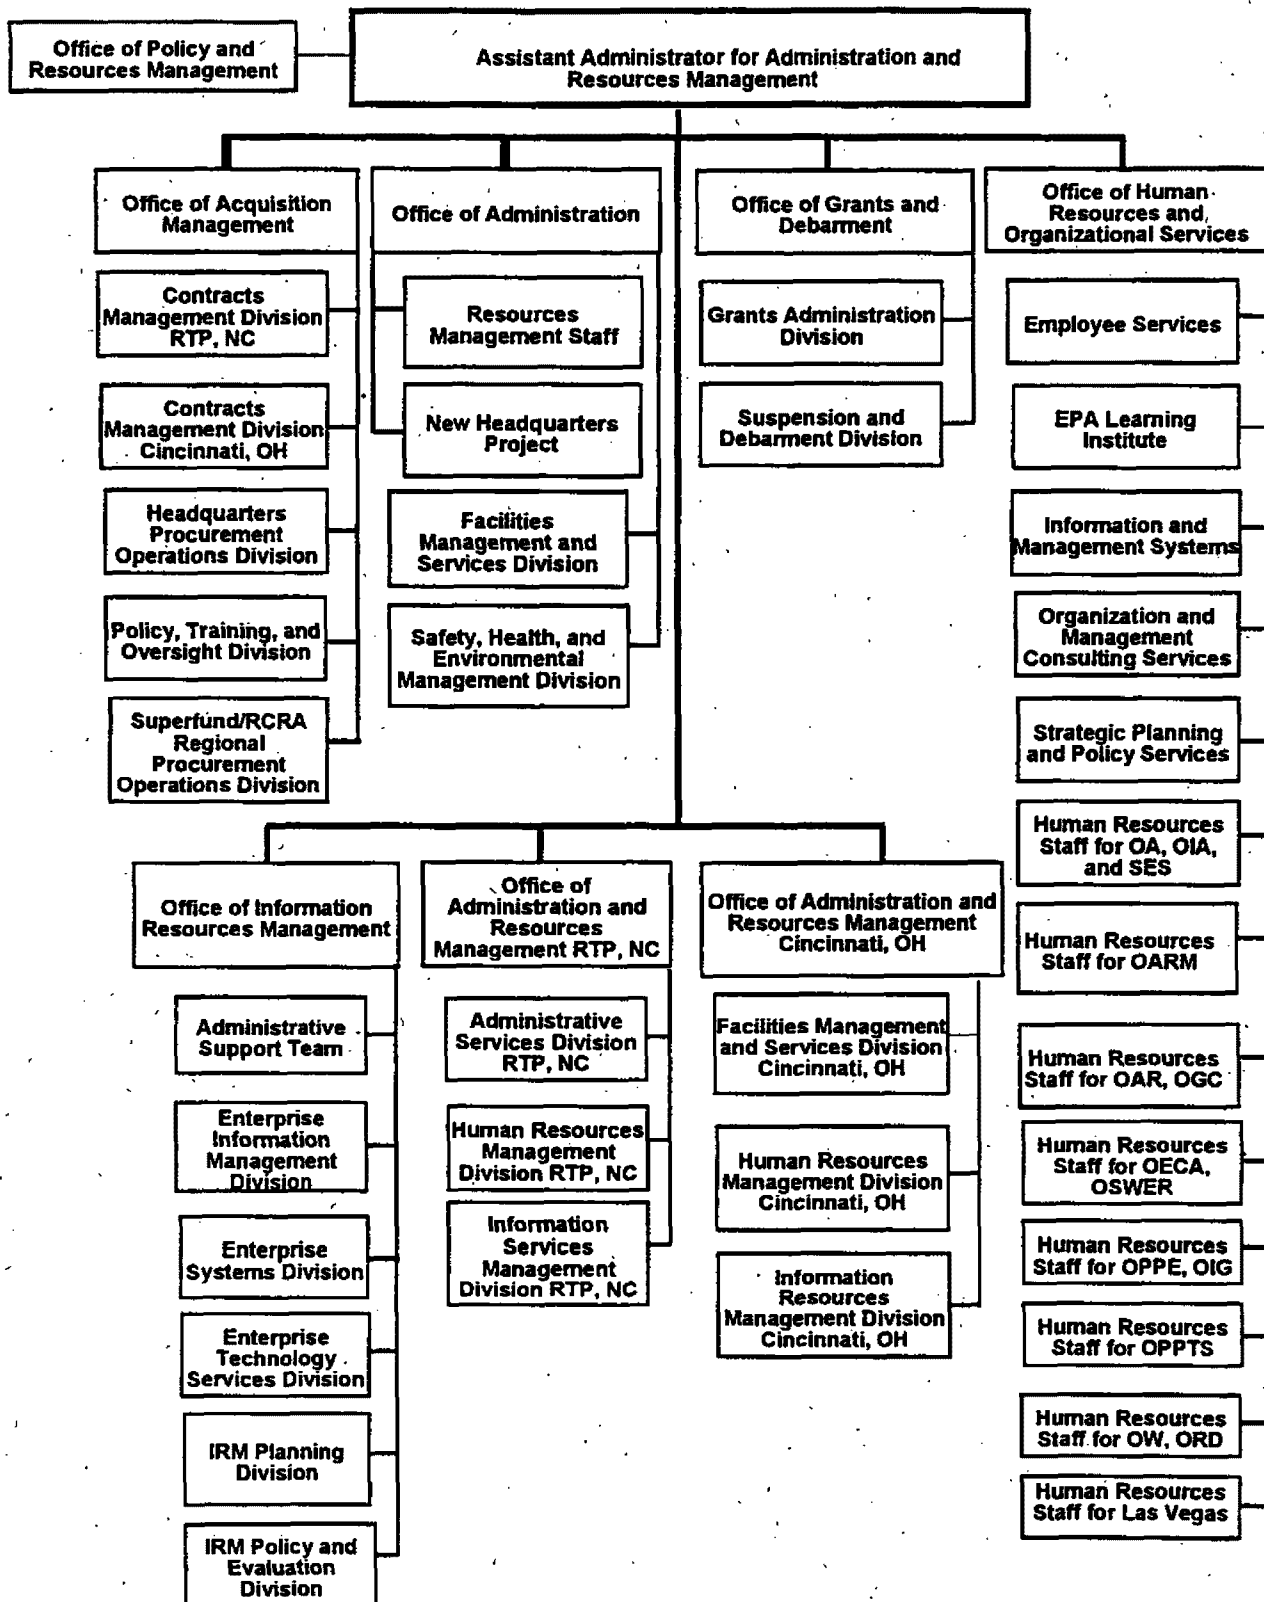 Office of Policy and
Resources Management
Assistant Administrator for Administration and
Resources Management
Office of Acquisition
Management
Contracts
Management Division
RTP, NC
Contracts
Management Division
Cincinnati, OH
Headquarters
Procurement
Operations Division
Policy, Training, and
Oversight Division
Superfund/RCRA
Regional
Procurement
Operations Division
Office of Administration
Resources
Management Staff
New Headquarters
Project
Facilities
Management and
Services Division
Safety, Health, and
Environmental
Management Division
Office of Grants and
Debarment
Grants Administration
Division
Suspension and
Debarment Division
Office of Human
Resources and
Organizational Services
Employee Services
EPA Learning
Institute
Information and
Management Systems
Organization and
Management
Consulting Services
Strategic Planning
and Policy Services
Human Resources
Staff for OA, OIA,
and SES
Human Resources
Staff for OARM
Human Resources
Staff for OAR, OGC
Human Resources
Staff for OECA,
OSWER
Human Resources
Staff for OPPE, OIG
Human Resources
Staff for OPPTS
Human Resources
Staff for OW, ORD
Human Resources
Staff for Las Vegas
Office of Information
Resources Management
Administrative
Support Team
Enterprise
Information
Management
Division
Enterprise
Systems Division
Enterprise
Technology
Services Division
IRM Planning
Division
IRM Policy and
Evaluation
Division
Office of
Administration and
Resources
Management RTP, NC
Administrative
Services Division
RTP, NC
Human Resources
Management
Division RTP, NC
Information
Services
Management
Division RTP, NC
Office of Administration and
Resources Management
Cincinnati, OH
Facilities Management
and Services Division
Cincinnati, OH
Human Resources
Management Division
Cincinnati, OH
Information
Resources
Management Division
Cincinnati, OH